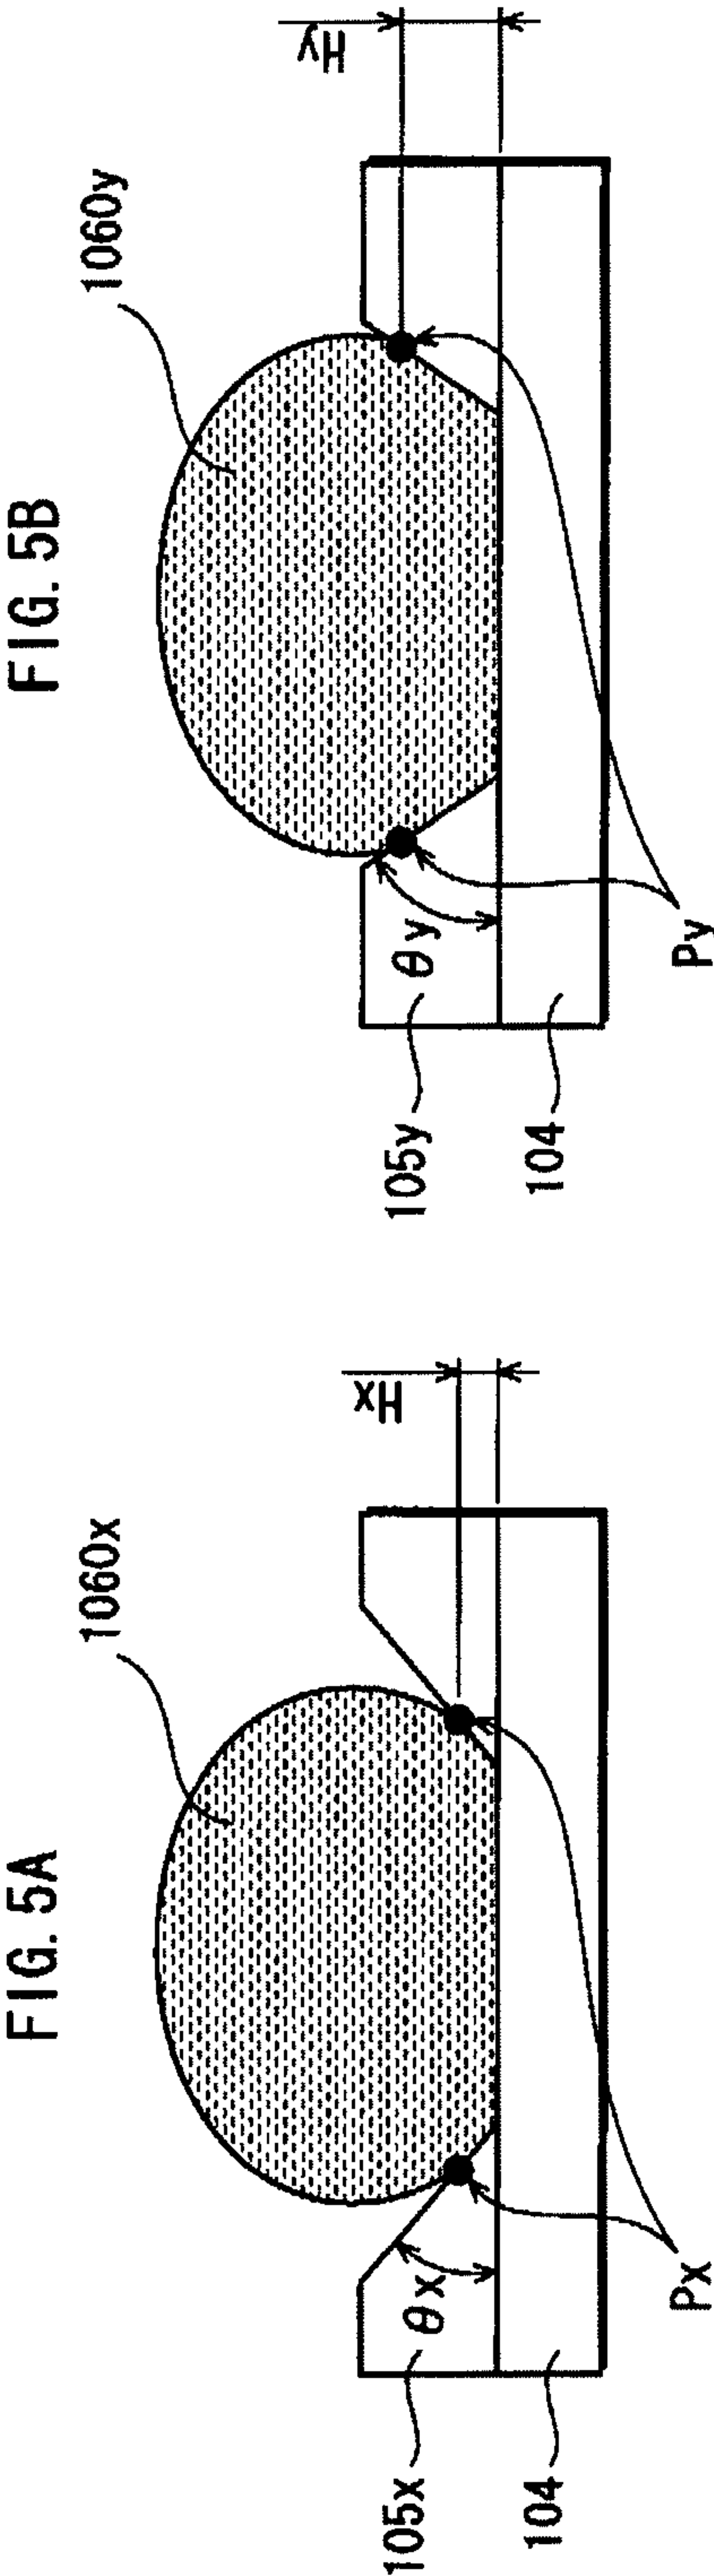 FIG. 5A
1060x
Hx
θx
105x
104
Px
FIG. 5B
1060y
Hy
θy
105y
104
Py